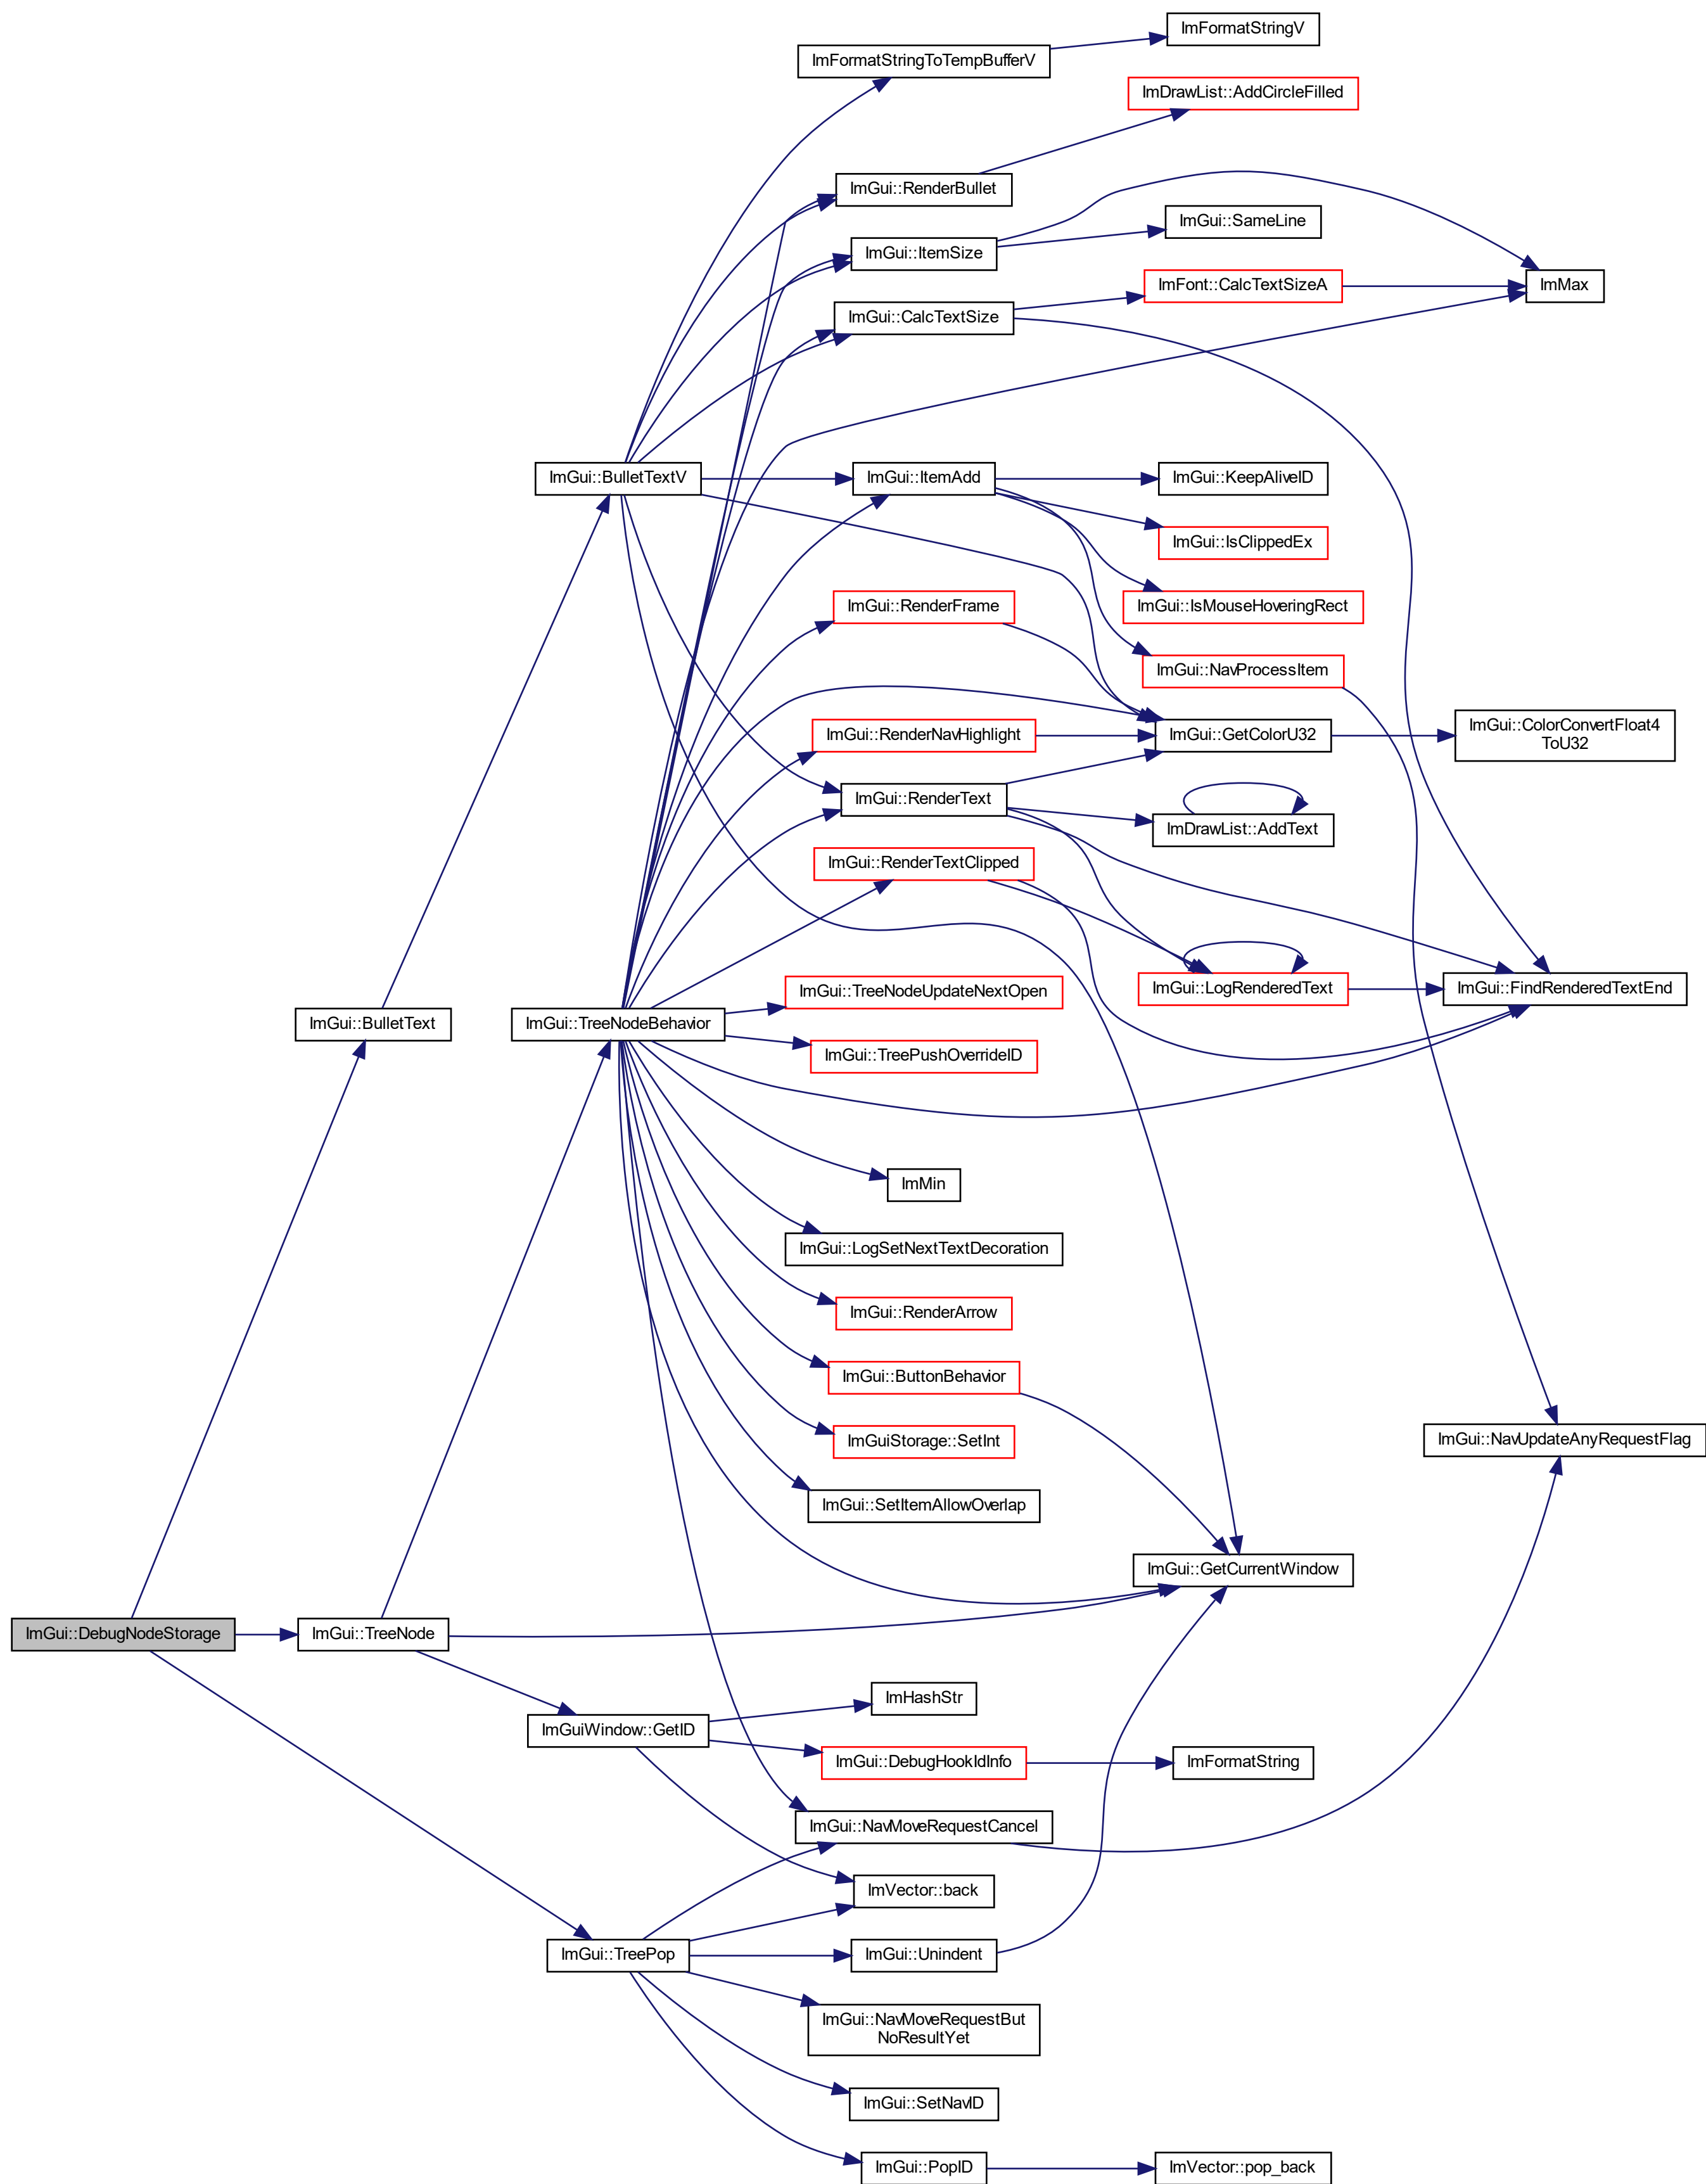 ImFormatStringV
ImFormatStringToTempBufferV
ImDrawList::AddCircleFilled
ImGui::RenderBullet
ImGui::SameLine
ImGui::ItemSize
ImMax
ImFont::CalcTextSizeA
ImGui::CalcTextSize
ImGui::BulletTextV
ImGui::ItemAdd
ImGui::KeepAliveID
ImGui::IsClippedEx
ImGui::RenderFrame
ImGui::IsMouseHoveringRect
ImGui::NavProcessItem
ImGui::RenderNavHighlight
ImGui::GetColorU32
ImGui::ColorConvertFloat4
ToU32
ImGui::RenderText
ImDrawList::AddText
ImGui::RenderTextClipped
ImGui::TreeNodeUpdateNextOpen
ImGui::LogRenderedText
ImGui::FindRenderedTextEnd
ImGui::BulletText
ImGui::TreeNodeBehavior
ImGui::TreePushOverrideID
ImMin
ImGui::LogSetNextTextDecoration
ImGui::RenderArrow
ImGui::ButtonBehavior
ImGuiStorage::SetInt
ImGui::NavUpdateAnyRequestFlag
ImGui::SetItemAllowOverlap
ImGui::GetCurrentWindow
ImGui::DebugNodeStorage
ImGui::TreeNode
ImHashStr
ImGuiWindow::GetID
ImGui::DebugHookIdInfo
ImFormatString
ImGui::NavMoveRequestCancel
ImVector::back
ImGui::TreePop
ImGui::Unindent
ImGui::NavMoveRequestBut
NoResultYet
ImGui::SetNavID
ImGui::PopID
ImVector::pop_back